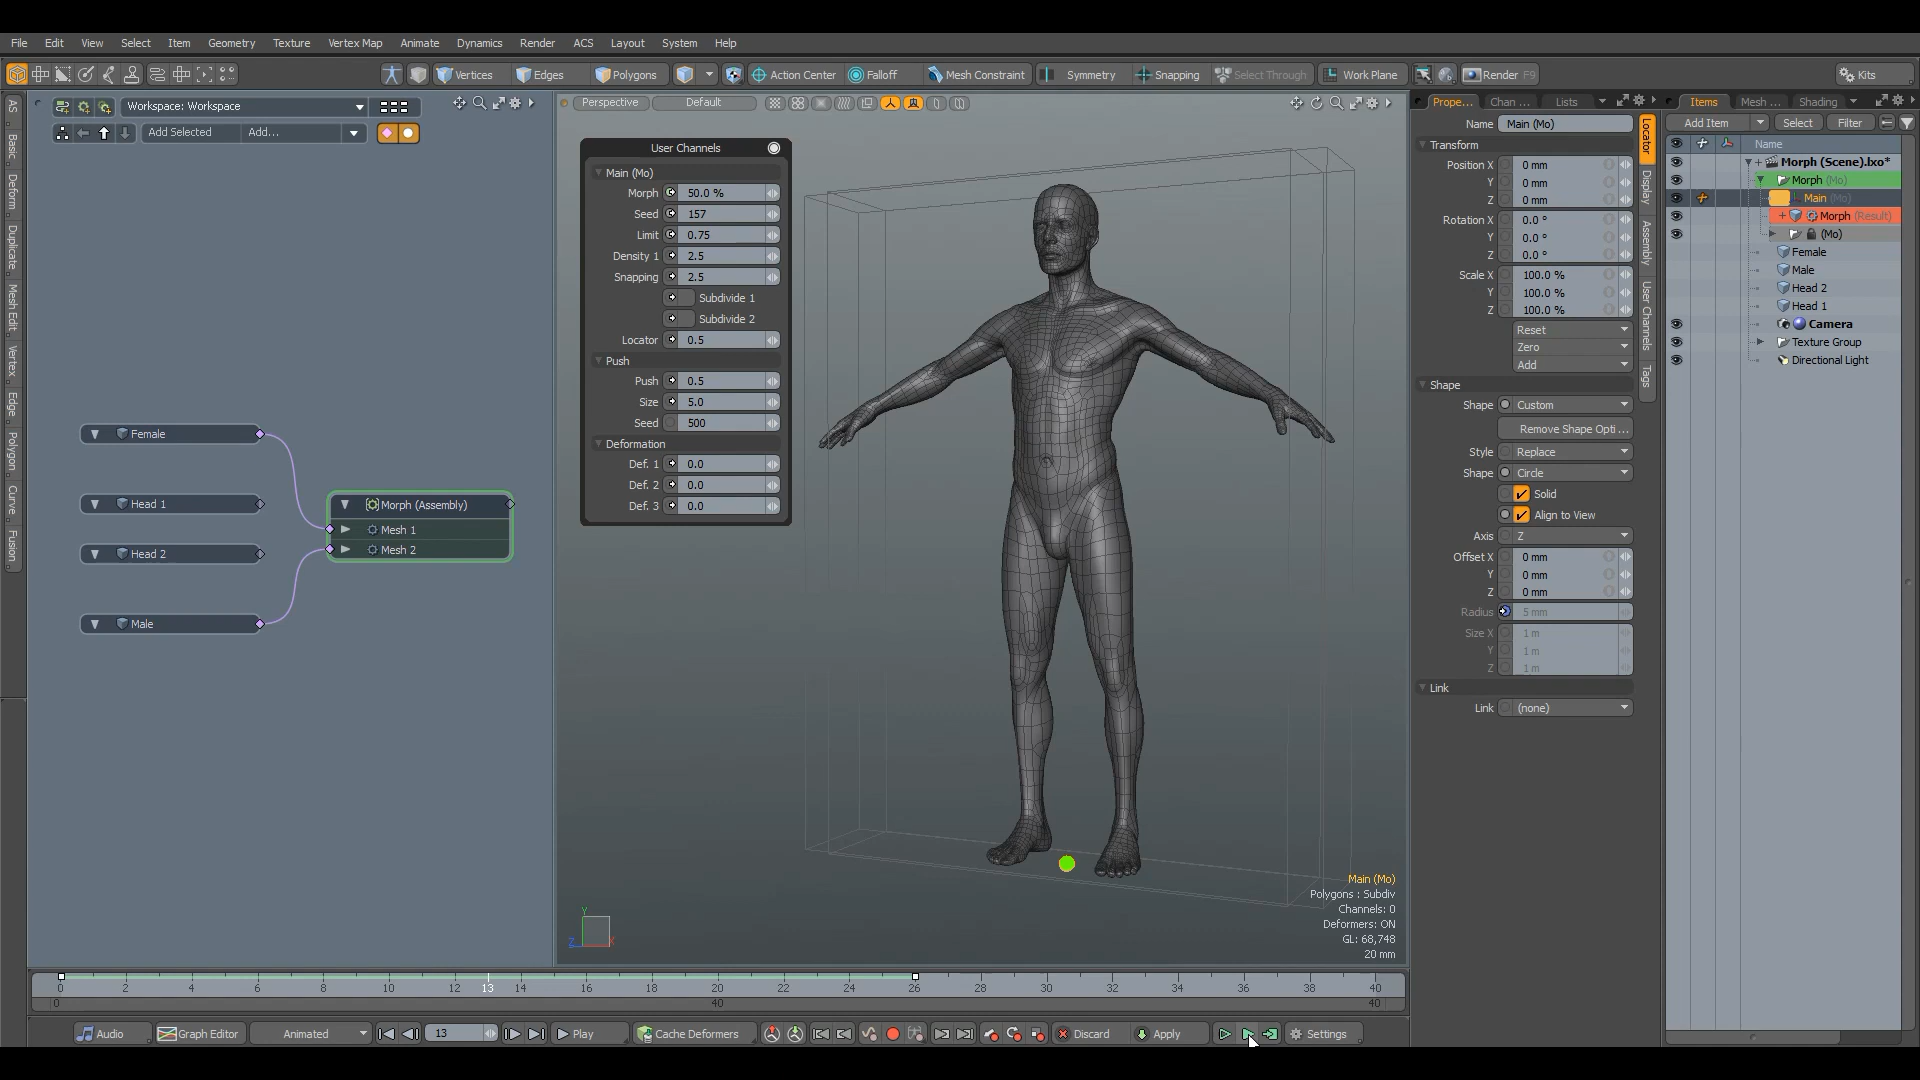 File Edit View Select Item Geometry Texture Vertex Map Animate Dynamics Render ACS Layout System Help
Vertices Edges Polygons Action Center Falloff Mesh Constraint Symmetry Snapping Select Through Work Plane Render F9 Kits
AS
Basic
Deform
Duplicate
Mesh Edit
Vertex
Edge
Polygon
Curve
Fusion
Workspace: Workspace
Add Selected Add...
Female
Head 1
Head 2
Male
Morph (Assembly)
Mesh 1
Mesh 2
Perspective Default
User Channels
Main (Mo)
Morph 50.0 %
Seed 157
Limit 0.75
Density 1 2.5
Snapping 2.5
Subdivide 1
Subdivide 2
Locator 0.5
Push
Push 0.5
Size 5.0
Seed 500
Deformation
Def. 1 0.0
Def. 2 0.0
Def. 3 0.0
Y
Z X
Main (Mo)
Polygons : Subdiv
Channels: 0
Deformers: ON
GL: 68,748
20 mm
Prope... Chan ... Lists
Name Main (Mo)
Transform
Position X 0 mm
Y 0 mm
Z 0 mm
Rotation X 0.0 °
Y 0.0 °
Z 0.0 °
Scale X 100.0 %
Y 100.0 %
Z 100.0 %
Reset
Zero
Add
Shape
Shape Custom
Remove Shape Opti ...
Style Replace
Shape Circle
Solid
Align to View
Axis Z
Offset X 0 mm
Y 0 mm
Z 0 mm
Radius 5 mm
Size X 1 m
Y 1 m
Z 1 m
Link
Link (none)
Locator
Display
Assembly
User Channels
Tags
Items Mesh ... Shading
Add Item Select Filter
Name
Morph (Scene).lxo*
Morph (Mo)
Main (Mo)
Morph (Result)
(Mo)
Female
Male
Head 2
Head 1
Camera
Texture Group
Directional Light
0 2 4 6 8 10 12 13 14 16 18 20 22 24 26 28 30 32 34 36 38 40
0 40 40
Audio Graph Editor Animated 13 Play Cache Deformers Discard Apply Settings